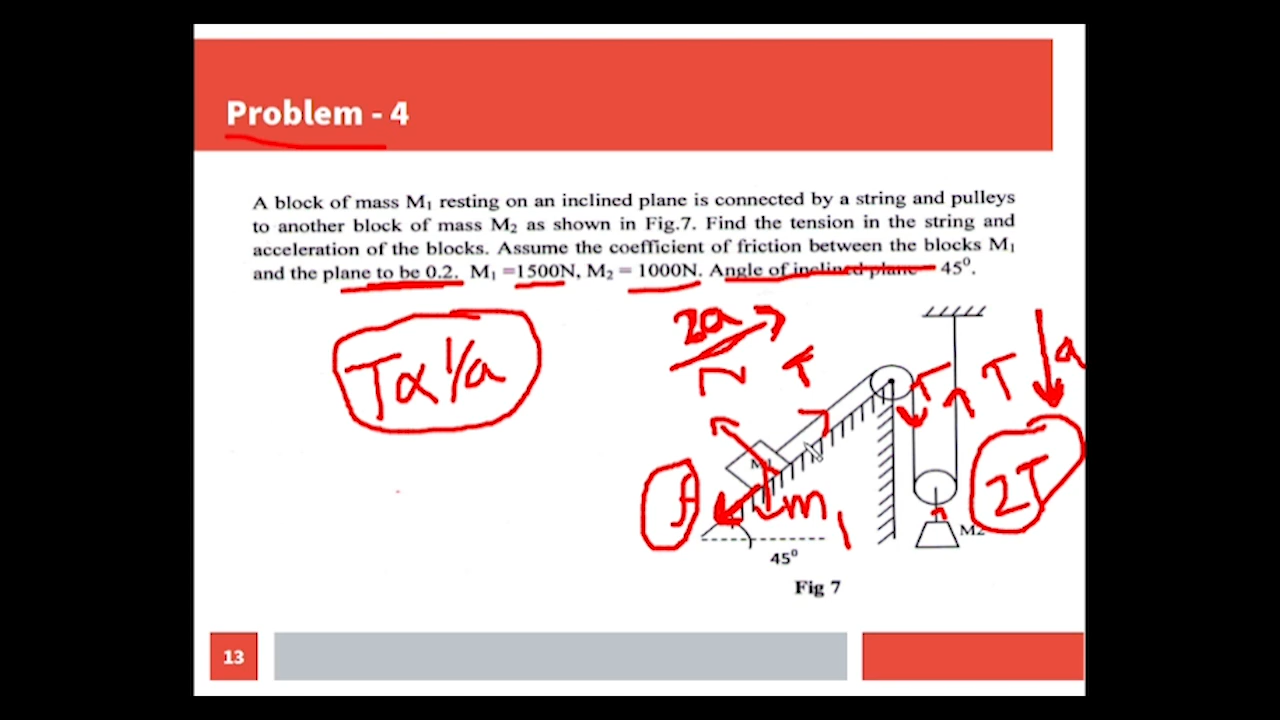 Problem - 4
A block of mass M₁ resting on an inclined plane is connected by a string and pulleys
to another block of mass M₂ as shown in Fig.7. Find the tension in the string and
acceleration of the blocks. Assume the coefficient of friction between the blocks M₁
and the plane to be 0.2. M₁ =1500N, M₂ = 1000N. Angle of inclined plane 45⁰.
T α 1/a
2a
N T
T T a
2T
M1
f m1
M2
45⁰
Fig 7
13